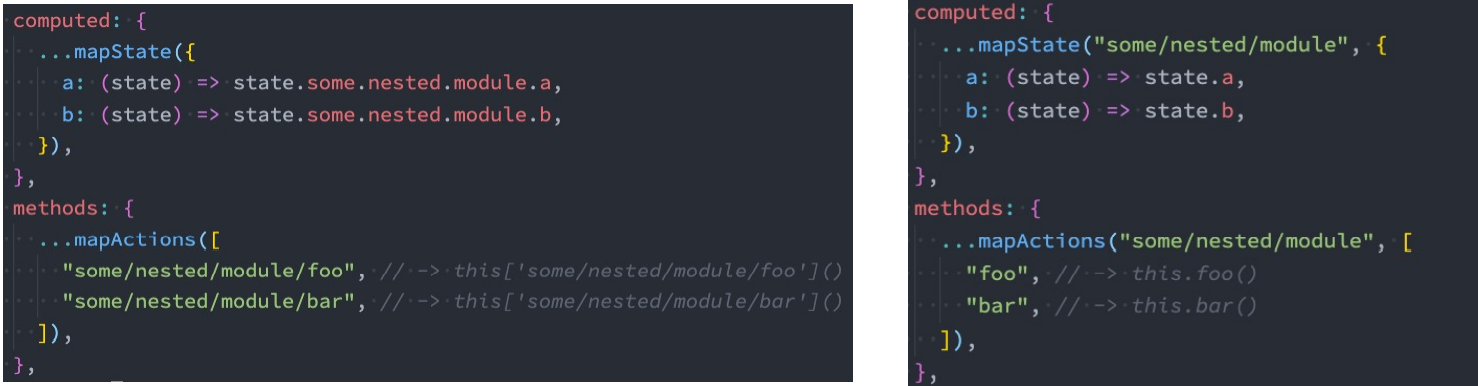 computed: {
  ...mapState({
    a: (state) => state.some.nested.module.a,
    b: (state) => state.some.nested.module.b,
  }),
},
methods: {
  ...mapActions([
    "some/nested/module/foo", // -> this['some/nested/module/foo']()
    "some/nested/module/bar", // -> this['some/nested/module/bar']()
  ]),
},
computed: {
  ...mapState("some/nested/module", {
    a: (state) => state.a,
    b: (state) => state.b,
  }),
},
methods: {
  ...mapActions("some/nested/module", [
    "foo", // -> this.foo()
    "bar", // -> this.bar()
  ]),
},